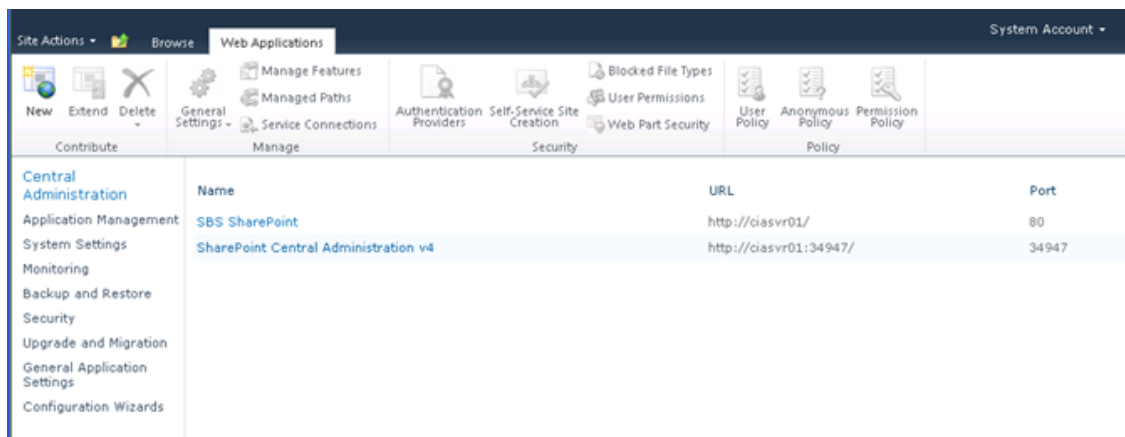 System Account
Site Actions Browse Web Applications
New Extend Delete
General Settings
Manage Features
Managed Paths
Service Connections
Authentication Providers
Self-Service Site Creation
Blocked File Types
User Permissions
Web Part Security
User Policy
Anonymous Policy
Permission Policy
Contribute Manage Security Policy
Central
Administration
Application Management
System Settings
Monitoring
Backup and Restore
Security
Upgrade and Migration
General Application
Settings
Configuration Wizards
Name URL Port
SBS SharePoint http://ciasvr01/ 80
SharePoint Central Administration v4 http://ciasvr01:34947/ 34947